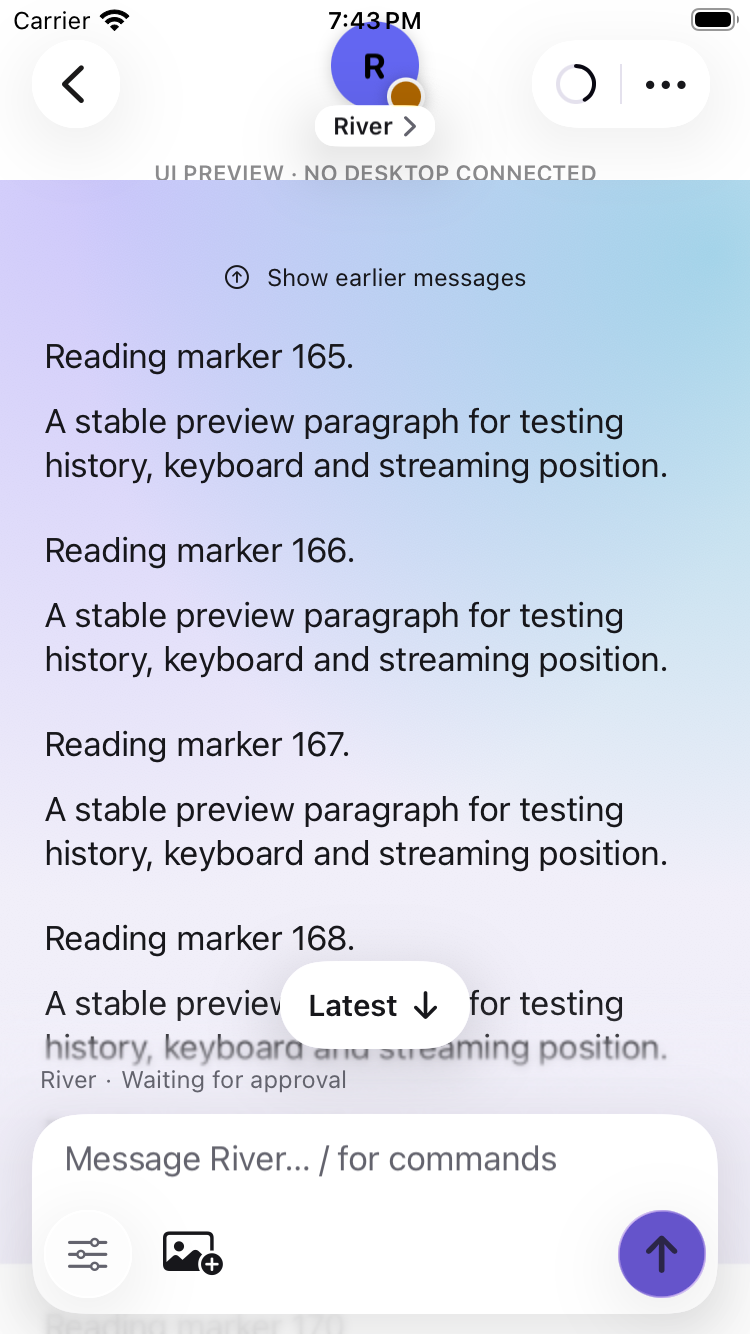 Carrier 7:43 PM
R
River
UI PREVIEW · NO DESKTOP CONNECTED
Show earlier messages
Reading marker 165.
A stable preview paragraph for testing
history, keyboard and streaming position.
Reading marker 166.
A stable preview paragraph for testing
history, keyboard and streaming position.
Reading marker 167.
A stable preview paragraph for testing
history, keyboard and streaming position.
Reading marker 168.
A stable preview for testing
Latest
history, keyboard and streaming position.
River · Waiting for approval
Message River... / for commands
Reading marker 170